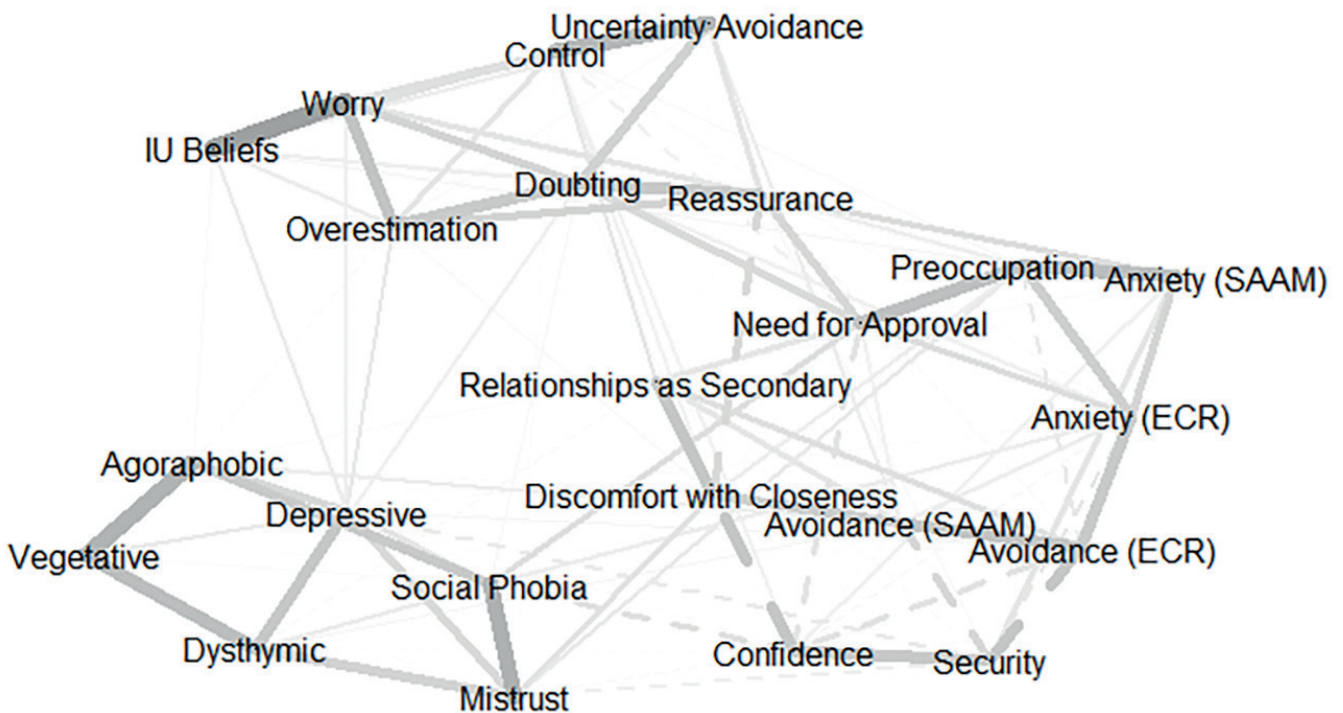 Uncertainty Avoidance
Control
Worry
IU Beliefs
Doubting
Reassurance
Overestimation
Preoccupation
Anxiety (SAAM)
Need for Approval
Relationships as Secondary
Anxiety (ECR)
Agoraphobic
Discomfort with Closeness
Depressive
Avoidance (SAAM)
Avoidance (ECR)
Vegetative
Social Phobia
Dysthymic
Confidence
Security
Mistrust